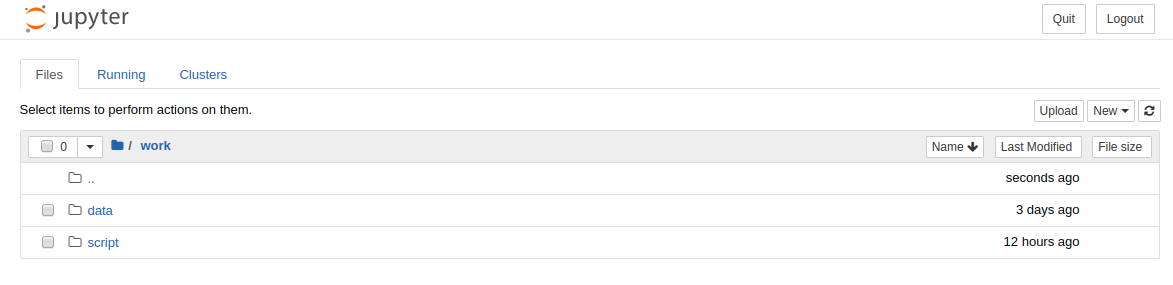 jupyter Quit Logout
Files Running Clusters
Select items to perform actions on them. Upload New
0 / work Name Last Modified File size
.. seconds ago
data 3 days ago
script 12 hours ago